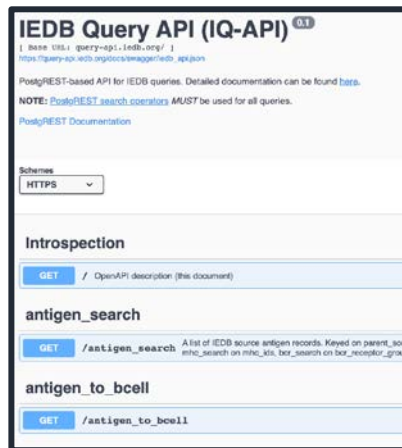 IEDB Query API (IQ-API) 0.1
[ Base URL: query-api.iedb.org/ ]
https://query-api.iedb.org/docs/swagger/iedb_api.json
PostgREST-based API for IEDB queries. Detailed documentation can be found here.
NOTE: PostgREST search operators MUST be used for all queries.
PostgREST Documentation
Schemes
HTTPS
Introspection
GET / OpenAPI description (this document)
antigen_search
GET /antigen_search A list of IEDB source antigen records. Keyed on
mhc_search on mhc_ids, bcr_search on
antigen_to_bcell
GET /antigen_to_bcell